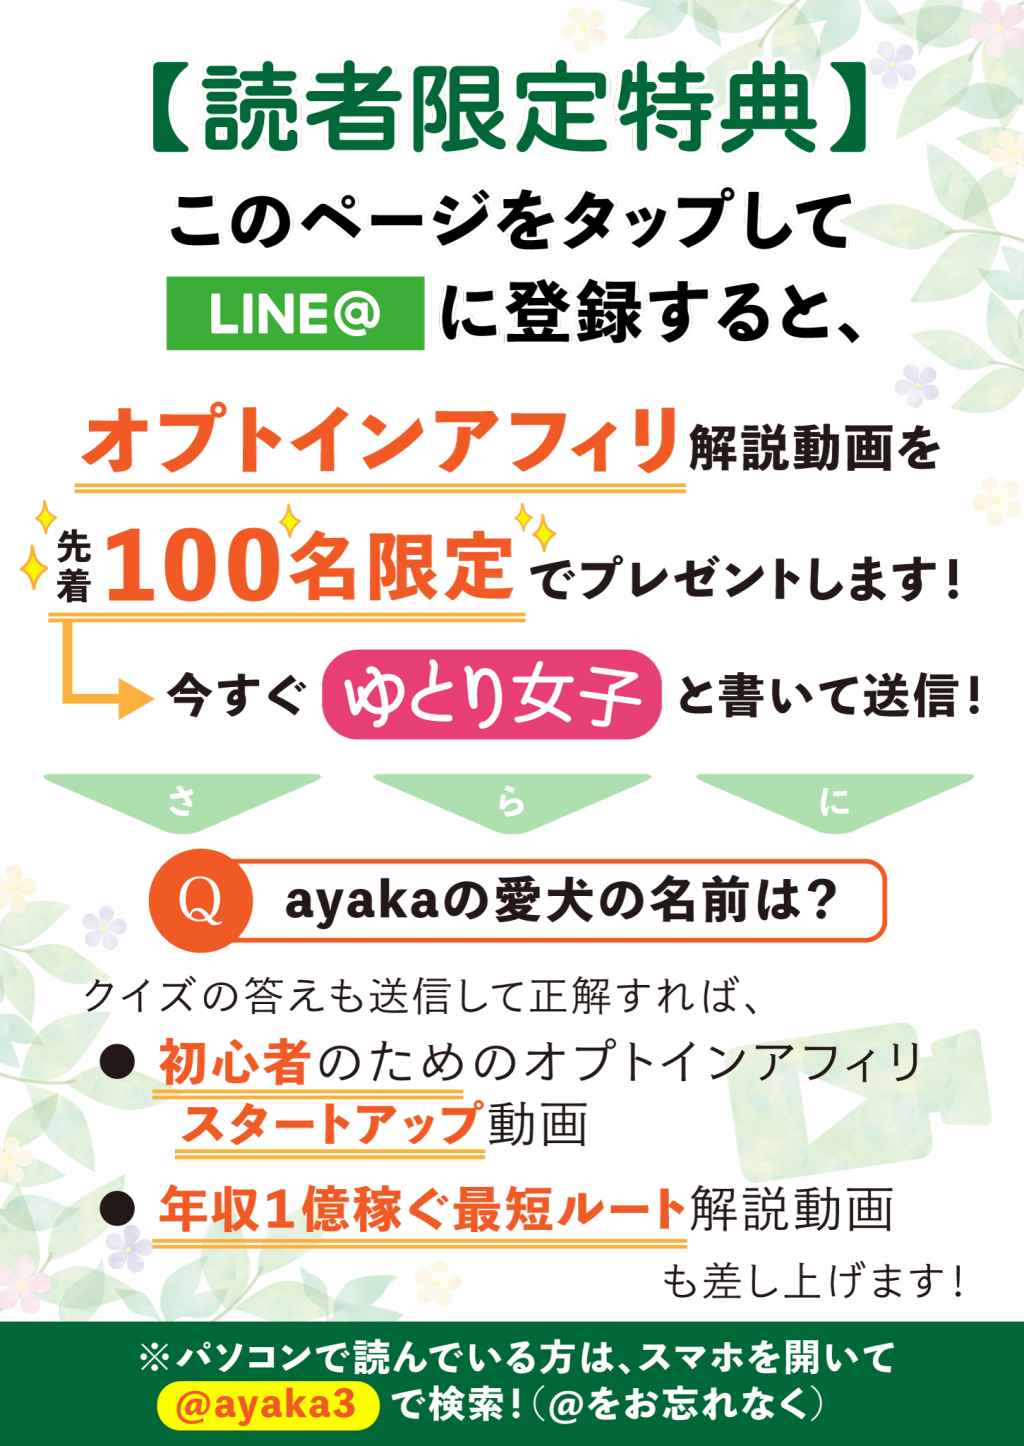 【読者限定特典】
このページをタップして
LINE@に登録すると、
オプトインアフィリ解説動画を
先着100名限定でプレゼントします！
今すぐゆとり女子と書いて送信！
さらに
Q ayakaの愛犬の名前は？
クイズの答えも送信して正解すれば、
● 初心者のためのオプトインアフィリ
スタートアップ動画
● 年収1億稼ぐ最短ルート解説動画
も差し上げます！
※パソコンで読んでいる方は、スマホを開いて
@ayaka3で検索！（@をお忘れなく）